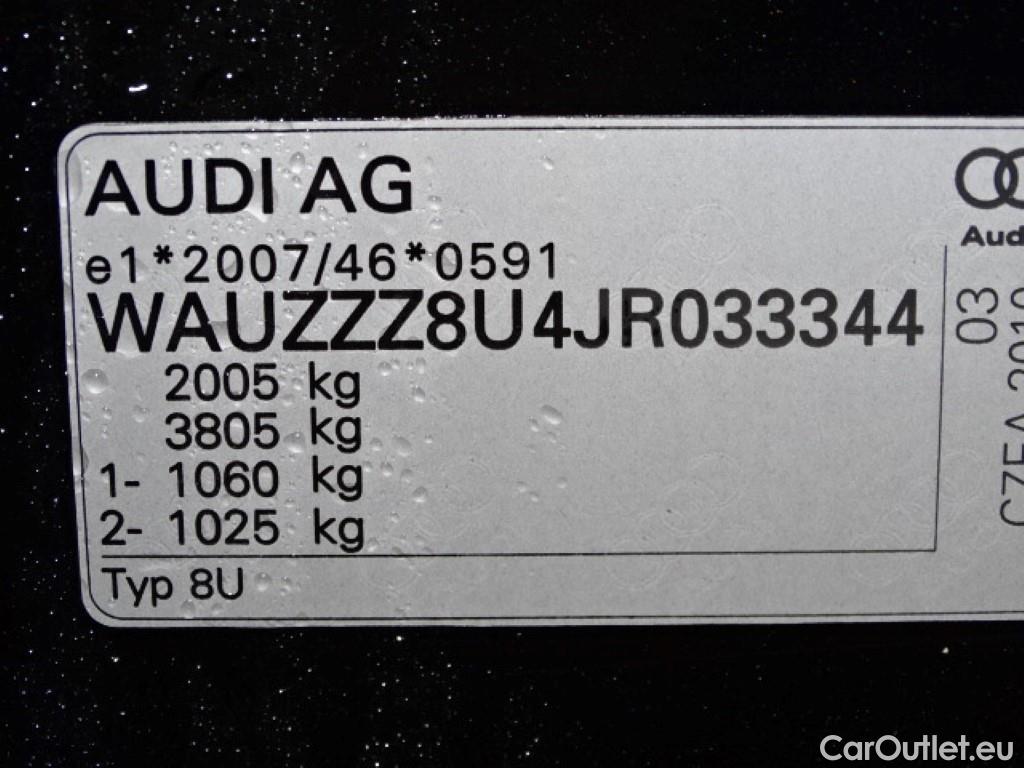 AUDI AG
e1*2007/46*0591
WAUZZZ8U4JR033344
2005 kg
3805 kg
1- 1060 kg
2- 1025 kg
Typ 8U
Aud
03
CarOutlet.eu